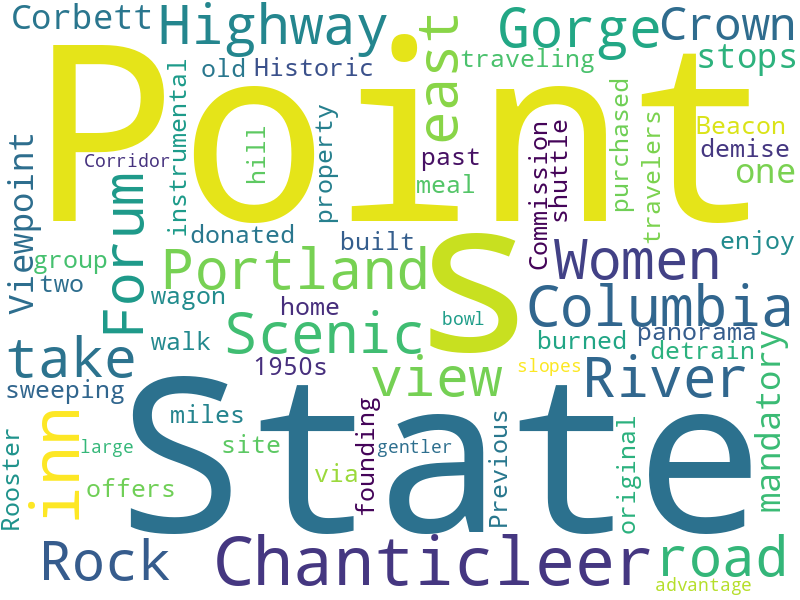 Corbett
Highway
Gorge
Crown
stops
old
Historic
east
traveling
Point
instrumental
hill
property
past
meal
Commission
shuttle
purchased
travelers
Beacon
demise
one
Corridor
Viewpoint
Forum
donated
built
Women
enjoy
group
two
Portland
s
wagon
home
bowl
Columbia
walk
Scenic
burned
panorama
detrain
take
1950s
view
slopes
River
mandatory
sweeping
inn
miles
State
founding
Previous
original
Rooster
large
site
gentler
offers
via
Rock
Chanticleer
road
advantage